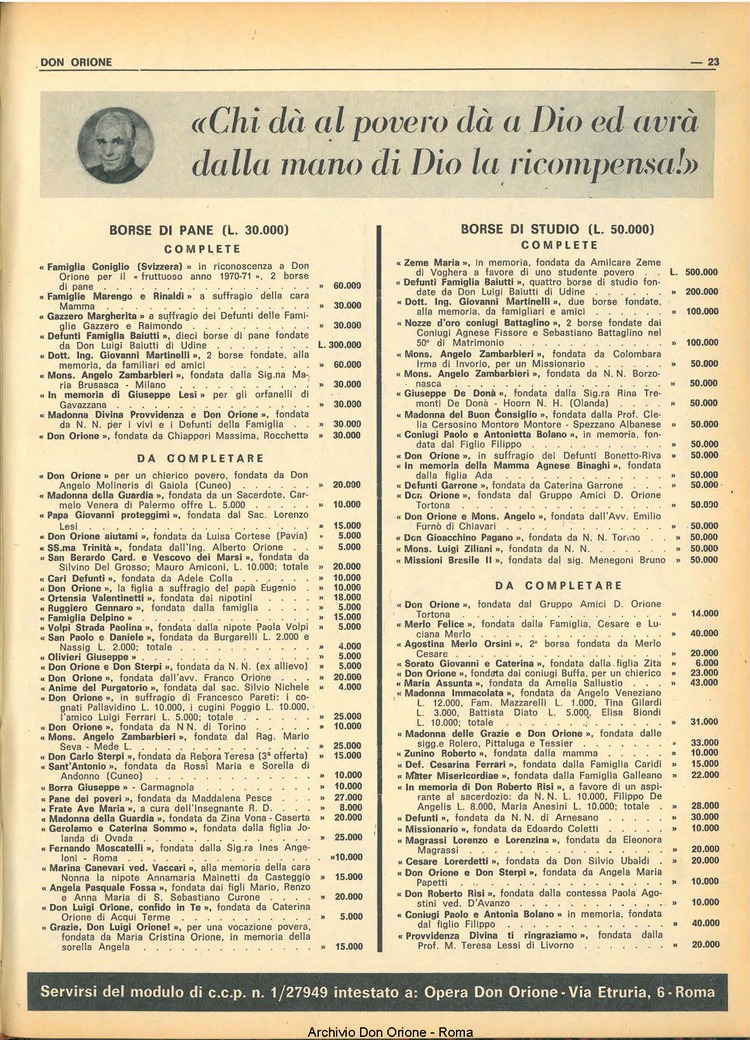 DON ORIONE
— 23
«Chi dà al povero dà a Dio ed avrà
dalla mano di Dio la ricompensa!»
BORSE DI PANE (L. 30.000)
COMPLETE
« Famiglia Coniglio (Svizzera) » in riconoscenza a Don
Orione per il « fruttuoso anno 1970-71 », 2 borse
di pane . . . » 60.000
« Famiglie Marengo e Rinaldi » a suffragio della cara
Mamma . . . » 30.000
« Gazzero Margherita » a suffragio dei Defunti delle Fami-
glie Gazzero e Raimondo . . . » 30.000
« Defunti Famiglia Baiutti », dieci borse di pane fondate
da Don Luigi Baiutti di Udine . . . L. 300.000
« Dott. Ing. Giovanni Martinelli », 2 borse fondate, alla
memoria, da familiari ed amici . . . » 60.000
« Mons. Angelo Zambarbieri », fondata dalla Sig.na Ma-
ria Brusasca - Milano . . . » 30.000
« In memoria di Giuseppe Lesi » per gli orfanelli di
Gavazzana . . . » 30.000
« Madonna Divina Provvidenza e Don Orione », fondata
da N. N. per i vivi e i Defunti della Famiglia . . » 30.000
« Don Orione », fondata da Chiappori Massima, Rocchetta » 30.000
DA COMPLETARE
« Don Orione » per un chierico povero, fondata da Don
Angelo Molineris di Gaiola (Cuneo) . . . » 20.000
« Madonna della Guardia », fondata da un Sacerdote, Car-
melo Venera di Palermo offre L. 5.000 . . . » 10.000
« Papa Giovanni proteggimi », fondata dal Sac. Lorenzo
Lesi . . . » 15.000
« Don Orione aiutami », fondata da Luisa Cortese (Pavia) » 5.000
« SS.ma Trinità », fondata dall'Ing. Alberto Orione . . » 5.000
« San Berardo Card. e Vescovo dei Marsi », fondata da
Silvino Del Grosso; Mauro Amiconi, L. 10.000; totale » 20.000
« Cari Defunti », fondata da Adele Colla . . . » 10.000
« Don Orione », la figlia a suffragio del papà Eugenio . » 10.000
« Ortensia Valentinetti », fondata dai nipotini . . . » 18.000
« Ruggiero Gennaro », fondata dalla famiglia . . . » 5.000
« Famiglia Delpino » . . . » 15.000
« Volpi Strada Paolina », fondata dalla nipote Paola Volpi » 5.000
« San Paolo e Daniele », fondata da Burgarelli L. 2.000 e
Nassig L. 2.000; totale . . . » 4.000
« Olivieri Giuseppe » . . . » 5.000
« Don Orione e Don Sterpi », fondata da N. N. (ex allievo) » 5.000
« Don Orione », fondata dall'avv. Franco Orione . . . » 20.000
« Anime del Purgatorio », fondata dal sac. Silvio Nichele » 4.000
« Don Orione », in suffragio di Francesco Pareti: i co-
gnati Pallavidino L. 10.000, i cugini Poggio L. 10.000,
l'amico Luigi Ferrari L. 5.000; totale . . . » 25.000
« Don Orione », fondata da N N. di Torino . . . » 10.000
« Mons. Angelo Zambarbieri », fondata dal Rag. Mario
Seva - Mede L. . . . » 25.000
« Don Carlo Sterpi », fondata da Rebora Teresa (3ª offerta) » 15.000
« Sant'Antonio », fondata da Rossi Maria e Sorella di
Andonno (Cuneo) . . . » 10.000
« Borra Giuseppe » - Carmagnola . . . » 10.000
« Pane dei poveri », fondata da Maddalena Pesce . . . » 27.000
« Frate Ave Maria », a cura dell'Insegnante R. D. . . . » 8.000
« Madonna della Guardia », fondata da Zina Vona - Caserta » 20.000
« Gerolamo e Caterina Sommo », fondata dalla figlia Jo-
landa di Ovada . . . » 25.000
« Fernando Moscatelli », fondata dalla Sig.ra Ines Ange-
loni - Roma . . . »10.000
« Marina Canevari ved. Vaccari », alla memoria della cara
Nonna la nipote Annamaria Mainetti da Casteggio » 15.000
« Angela Pasquale Fossa », fondata dai figli Mario, Renzo
e Anna Maria di S. Sebastiano Curone . . . » 20.000
« Don Luigi Orione, confido in Te », fondata da Caterina
Orione di Acqui Terme . . . » 5.000
« Grazie, Don Luigi Orione! », per una vocazione povera,
fondata da Maria Cristina Orione, in memoria della
sorella Angela . . . » 15.000
BORSE DI STUDIO (L. 50.000)
COMPLETE
« Zeme Maria », in memoria, fondata da Amilcare Zeme
di Voghera a favore di uno studente povero . . L. 500.000
« Defunti Famiglia Baiutti », quattro borse di studio fon-
date da Don Luigi Baiutti di Udine . . . » 200.000
« Dott. Ing. Giovanni Martinelli », due borse fondate,
alla memoria, da famigliari e amici . . . » 100.000
« Nozze d'oro coniugi Battaglino », 2 borse fondate dai
Coniugi Agnese Fissore e Sebastiano Battaglino nel
50º di Matrimonio . . . » 100.000
« Mons. Angelo Zambarbieri », fondata da Colombara
Irma di Invorio, per un Missionario . . . » 50.000
« Mons. Angelo Zambarbieri », fondata da N. N. Borzo-
nasca . . . » 50.000
« Giuseppe De Donà », fondata dalla Sig.ra Rina Tre-
monti De Donà - Hoorn N. H. (Olanda) . . . » 50.000
« Madonna del Buon Consiglio », fondata dalla Prof. Cle-
lia Cersosino Montore Montore - Spezzano Albanese » 50.000
« Coniugi Paolo e Antonietta Bolano », in memoria, fon-
data dal Figlio Filippo . . . » 50.000
« Don Orione », in suffragio dei Defunti Bonetto-Riva » 50.000
« In memoria della Mamma Agnese Binaghi », fondata
dalla figlia Ada . . . » 50.000
« Defunti Garrone », fondata da Caterina Garrone . . . » 50.000
« Don Orione », fondata dal Gruppo Amici D. Orione
Tortona . . . » 50.000
« Don Orione e Mons. Angelo », fondata dall'Avv. Emilio
Furnò di Chiavari . . . » 50.000
« Don Gioacchino Pagano », fondata da N. N. Torino . . » 50.000
« Mons. Luigi Ziliani », fondata da N. N. . . . » 50.000
« Missioni Brasile II », fondata dal sig. Menegoni Bruno » 50.000
DA COMPLETARE
« Don Orione », fondata dal Gruppo Amici D. Orione
Tortona . . . » 14.000
« Merlo Felice », fondata dalla Famiglia, Cesare e Lu-
ciana Merlo . . . » 40.000
« Agostina Merlo Orsini », 2ª borsa fondata da Merlo
Cesare . . . » 20.000
« Sorato Giovanni e Caterina », fondata dalla figlia Zita » 6.000
« Don Orione », fondata dai coniugi Buffa, per un chierico » 23.000
« Maria Assunta », fondata da Amelia Sallustio . . . » 43.000
« Madonna Immacolata », fondata da Angelo Veneziano
L. 12.000, Fam. Mazzarelli L. 1.000, Tina Gilardi
L. 3.000, Battista Diato L. 5.000, Elisa Biondi
L. 10.000; totale . . . » 31.000
« Madonna delle Grazie e Don Orione », fondata dalle
sigg.e Rolero, Pittaluga e Tessier . . . » 33.000
« Zunino Roberto », fondata dalla mamma . . . » 10.000
« Def. Cesarina Ferrari », fondata dalla Famiglia Caridi » 15.000
« Mater Misericordiae », fondata dalla Famiglia Galleano » 22.000
« In memoria di Don Roberto Risi », a favore di un aspi-
rante al sacerdozio: da N. N. L. 10.000, Filippo De
Angelis L. 8.000, Maria Anesini L. 10.000; totale . » 28.000
« Defunti » fondata da N. N. di Arnesano . . . » 30.000
« Missionario », fondata da Edoardo Coletti . . . » 10.000
« Magrassi Lorenzo e Lorenzina », fondata da Eleonora
Magrassi . . . » 20.000
« Cesare Lorerdetti », fondata da Don Silvio Ubaldi . » 20.000
« Don Orione e Don Sterpi », fondata da Angela Maria
Papetti . . . » 10.000
« Don Roberto Risi », fondata dalla contessa Paola Ago-
stini ved. D'Avanzo . . . » 10.000
« Coniugi Paolo e Antonia Bolano » in memoria, fondata
dal figlio Filippo . . . » 40.000
« Provvidenza Divina ti ringraziamo », fondata dalla
Prof. M. Teresa Lessi di Livorno . . . » 20.000
Servirsi del modulo di c.c.p. n. 1/27949 intestato a: Opera Don Orione - Via Etruria, 6 - Roma
Archivio Don Orione - Roma